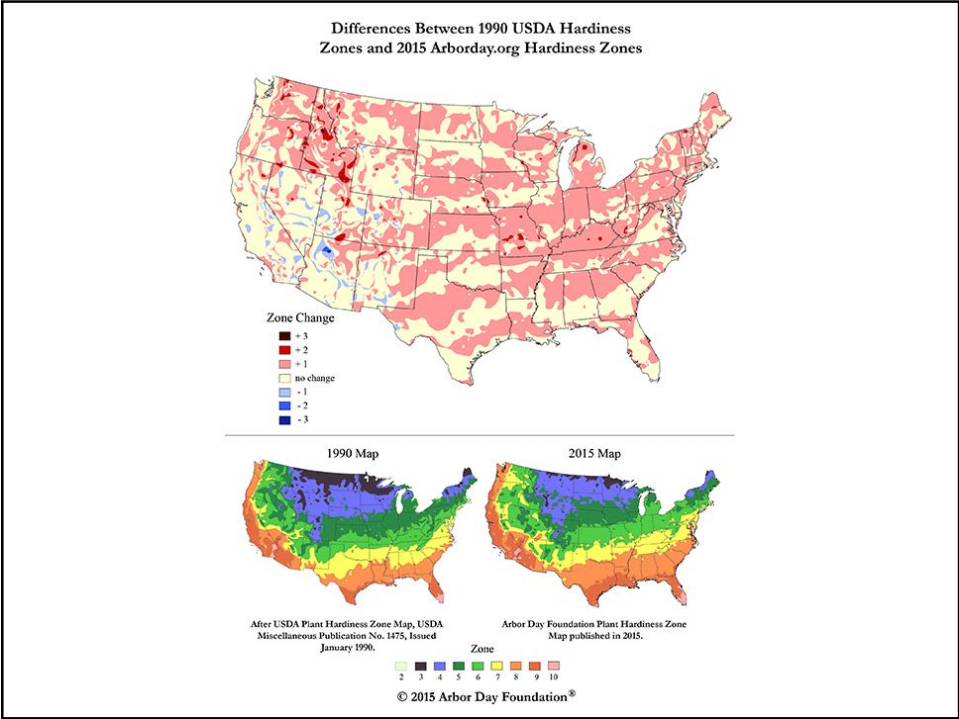 Differences Between 1990 USDA Hardiness
Zones and 2015 Arborday.org Hardiness Zones
Zone Change
+ 3
+ 2
+ 1
no change
- 1
- 2
- 3
1990 Map
2015 Map
After USDA Plant Hardiness Zone Map, USDA
Miscellaneous Publication No. 1475, Issued
January 1990.
Arbor Day Foundation Plant Hardiness Zone
Map published in 2015.
Zone
2 3 4 5 6 7 8 9 10
© 2015 Arbor Day Foundation®